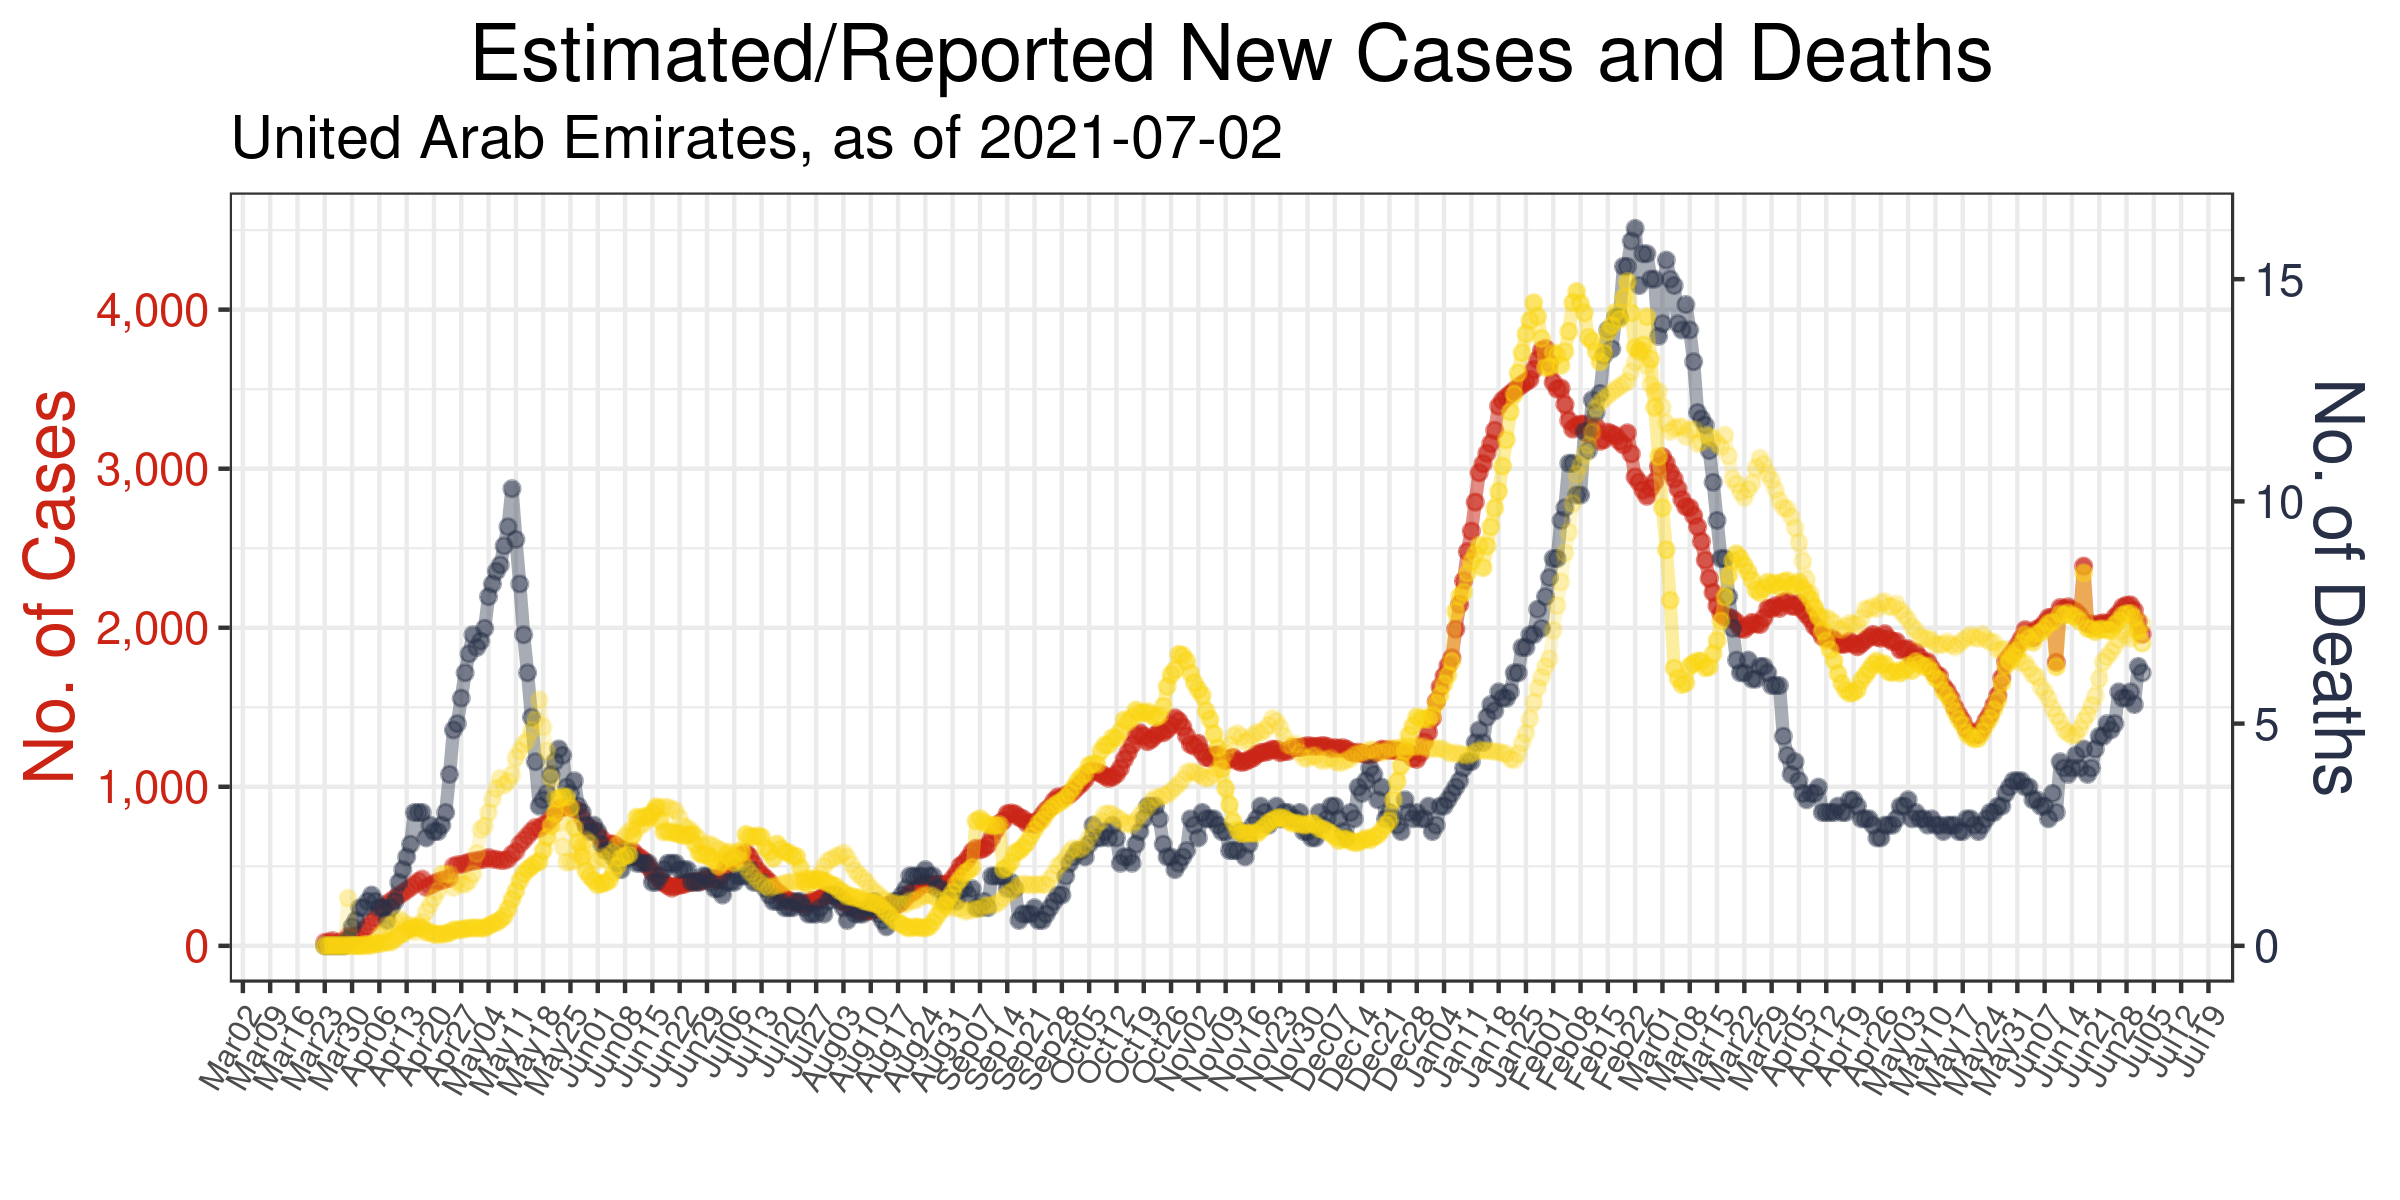 Estimated/Reported New Cases and Deaths
United Arab Emirates, as of 2021-07-02
No. of Cases
4,000
3,000
2,000
1,000
0
No. of Deaths
15
10
5
0
Mar02
Mar09
Mar16
Mar23
Mar30
Apr06
Apr13
Apr20
Apr27
May04
May11
May18
May25
Jun01
Jun08
Jun15
Jun22
Jun29
Jul06
Jul13
Jul20
Jul27
Aug03
Aug10
Aug17
Aug24
Aug31
Sep07
Sep14
Sep21
Sep28
Oct05
Oct12
Oct19
Oct26
Nov02
Nov09
Nov16
Nov23
Nov30
Dec07
Dec14
Dec21
Dec28
Jan04
Jan11
Jan18
Jan25
Feb01
Feb08
Feb15
Feb22
Mar01
Mar08
Mar15
Mar22
Mar29
Apr05
Apr12
Apr19
Apr26
May03
May10
May17
May24
May31
Jun07
Jun14
Jun21
Jun28
Jul05
Jul12
Jul19